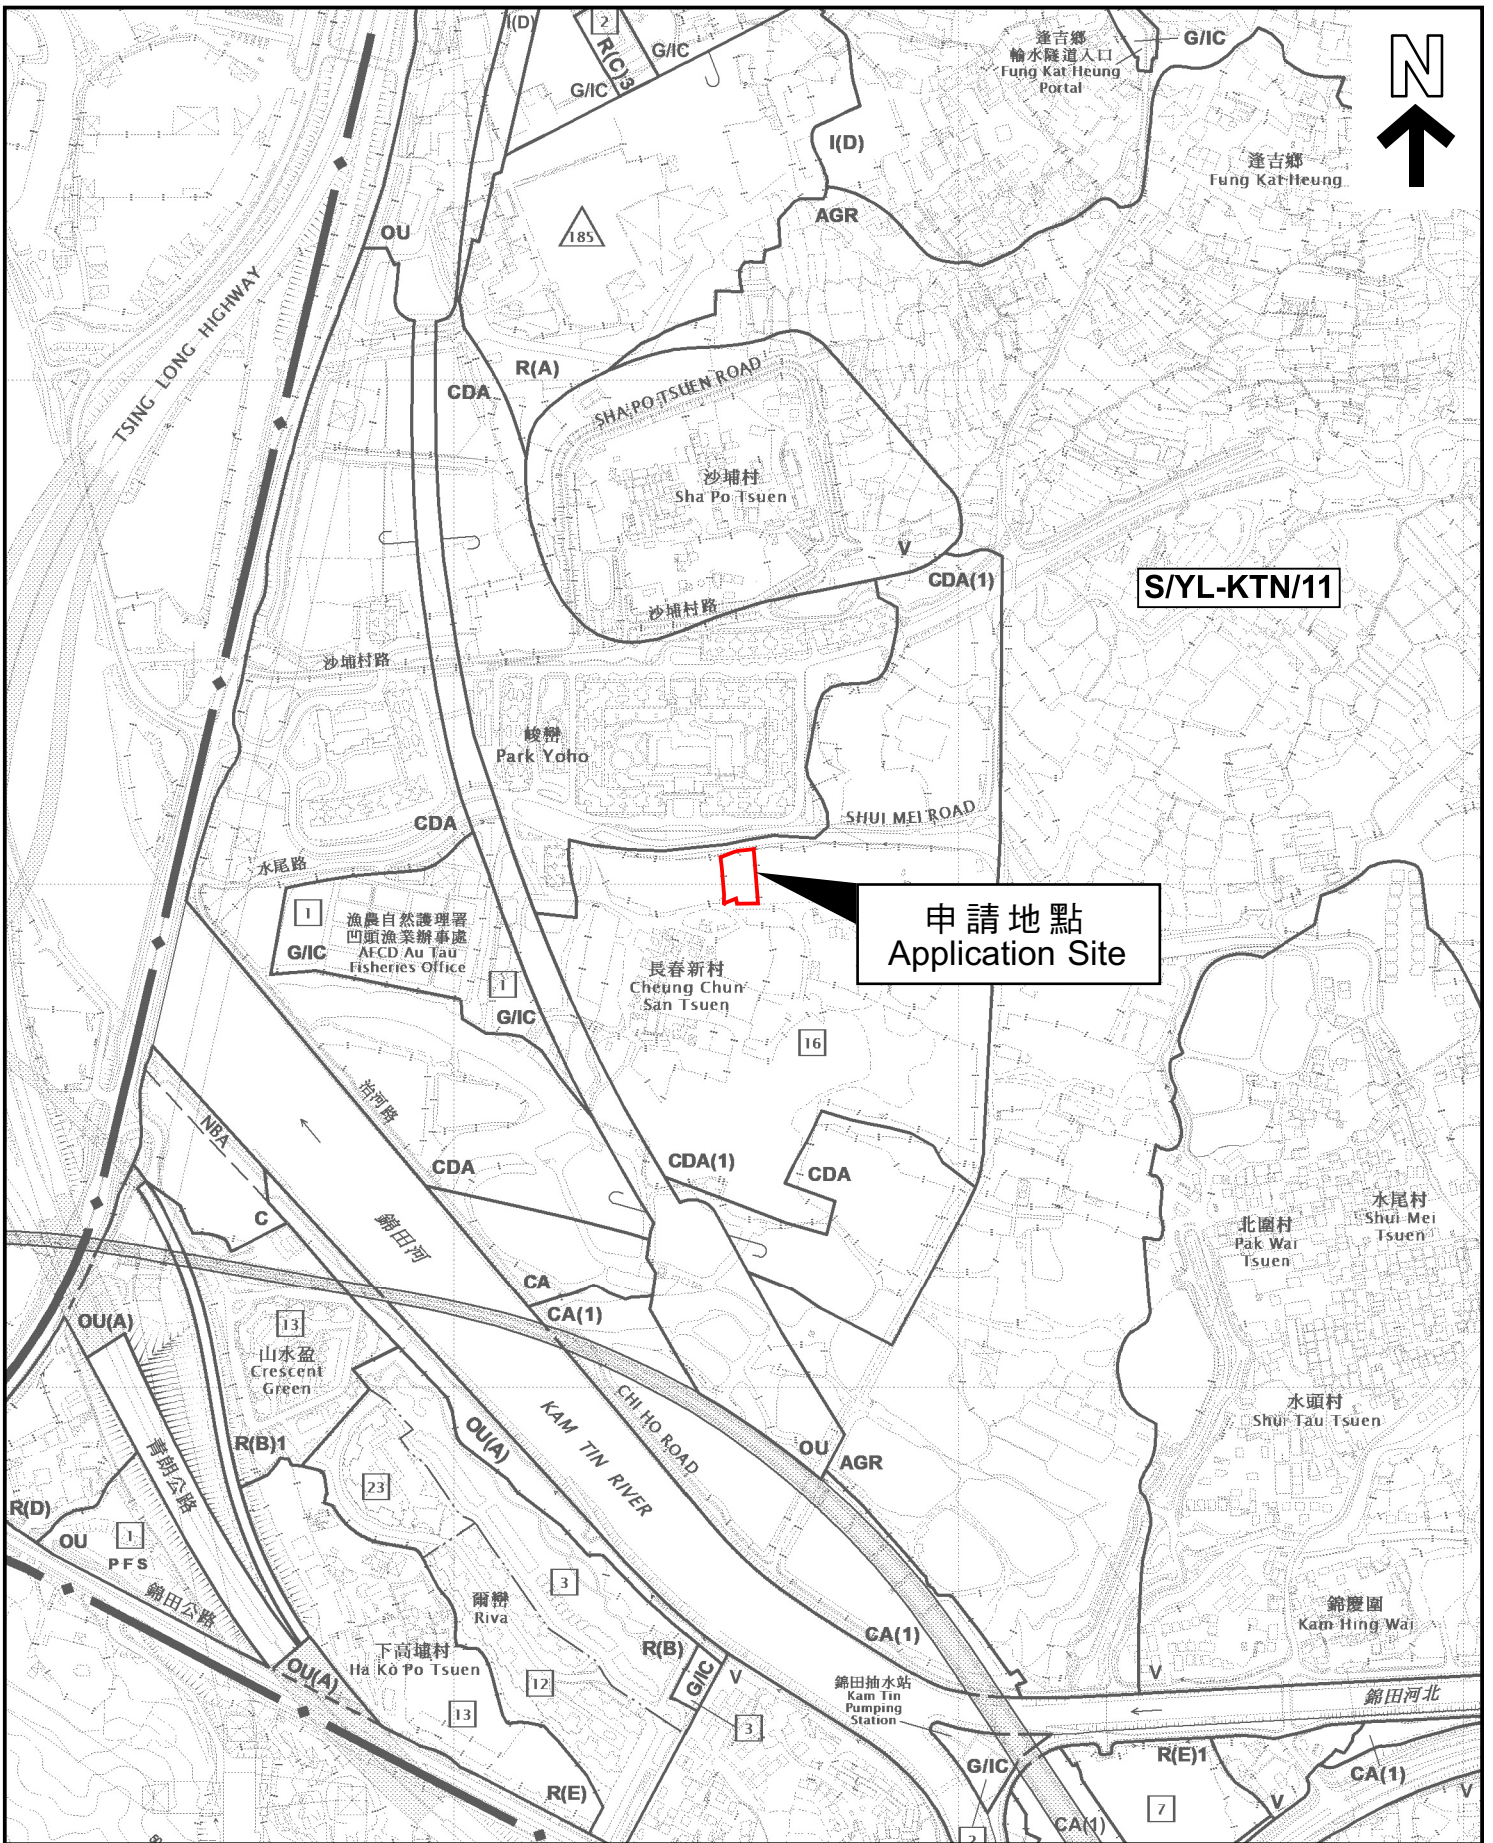 I(D)
2
R(C)3
G/IC
G/IC
逢吉鄉
輸水隧道入口
Fung Kat Heung
Portal
G/IC
N
I(D)
逢吉鄉
Fung Kat Heung
AGR
185
OU
TSING LONG HIGHWAY
R(A)
CDA
SHA PO TSUEN ROAD
沙埔村
Sha Po Tsuen
V
CDA(1)
S/YL-KTN/11
沙埔村路
沙埔村路
峻巒
Park Yoho
CDA
SHUI MEI ROAD
水尾路
1
G/IC
漁農自然護理署
凹頭漁業辦事處
AFCD Au Tau
Fisheries Office
申請地點
Application Site
長春新村
Cheung Chun
San Tsuen
1
G/IC
16
治河路
NBA
CDA
CDA(1)
CDA
C
錦田河
水尾村
Shui Mei
Tsuen
北圍村
Pak Wai
Tsuen
CA
CA(1)
OU(A)
13
山水盈
Crescent
Green
CHI HO ROAD
KAM TIN RIVER
水頭村
Shui Tau Tsuen
OU(A)
R(B)1
青朗公路
OU
AGR
23
R(D)
OU
1
PFS
錦田公路
3
爾巒
Riva
錦慶圍
Kam Hing Wai
CA(1)
R(B)
下高埔村
Ha Ko Po Tsuen
OU(A)
G/IC
V
12
13
3
錦田抽水站
Kam Tin
Pumping
Station
V
錦田河北
R(E)1
G/IC
CA(1)
R(E)
V
V
7
2
CA(1)